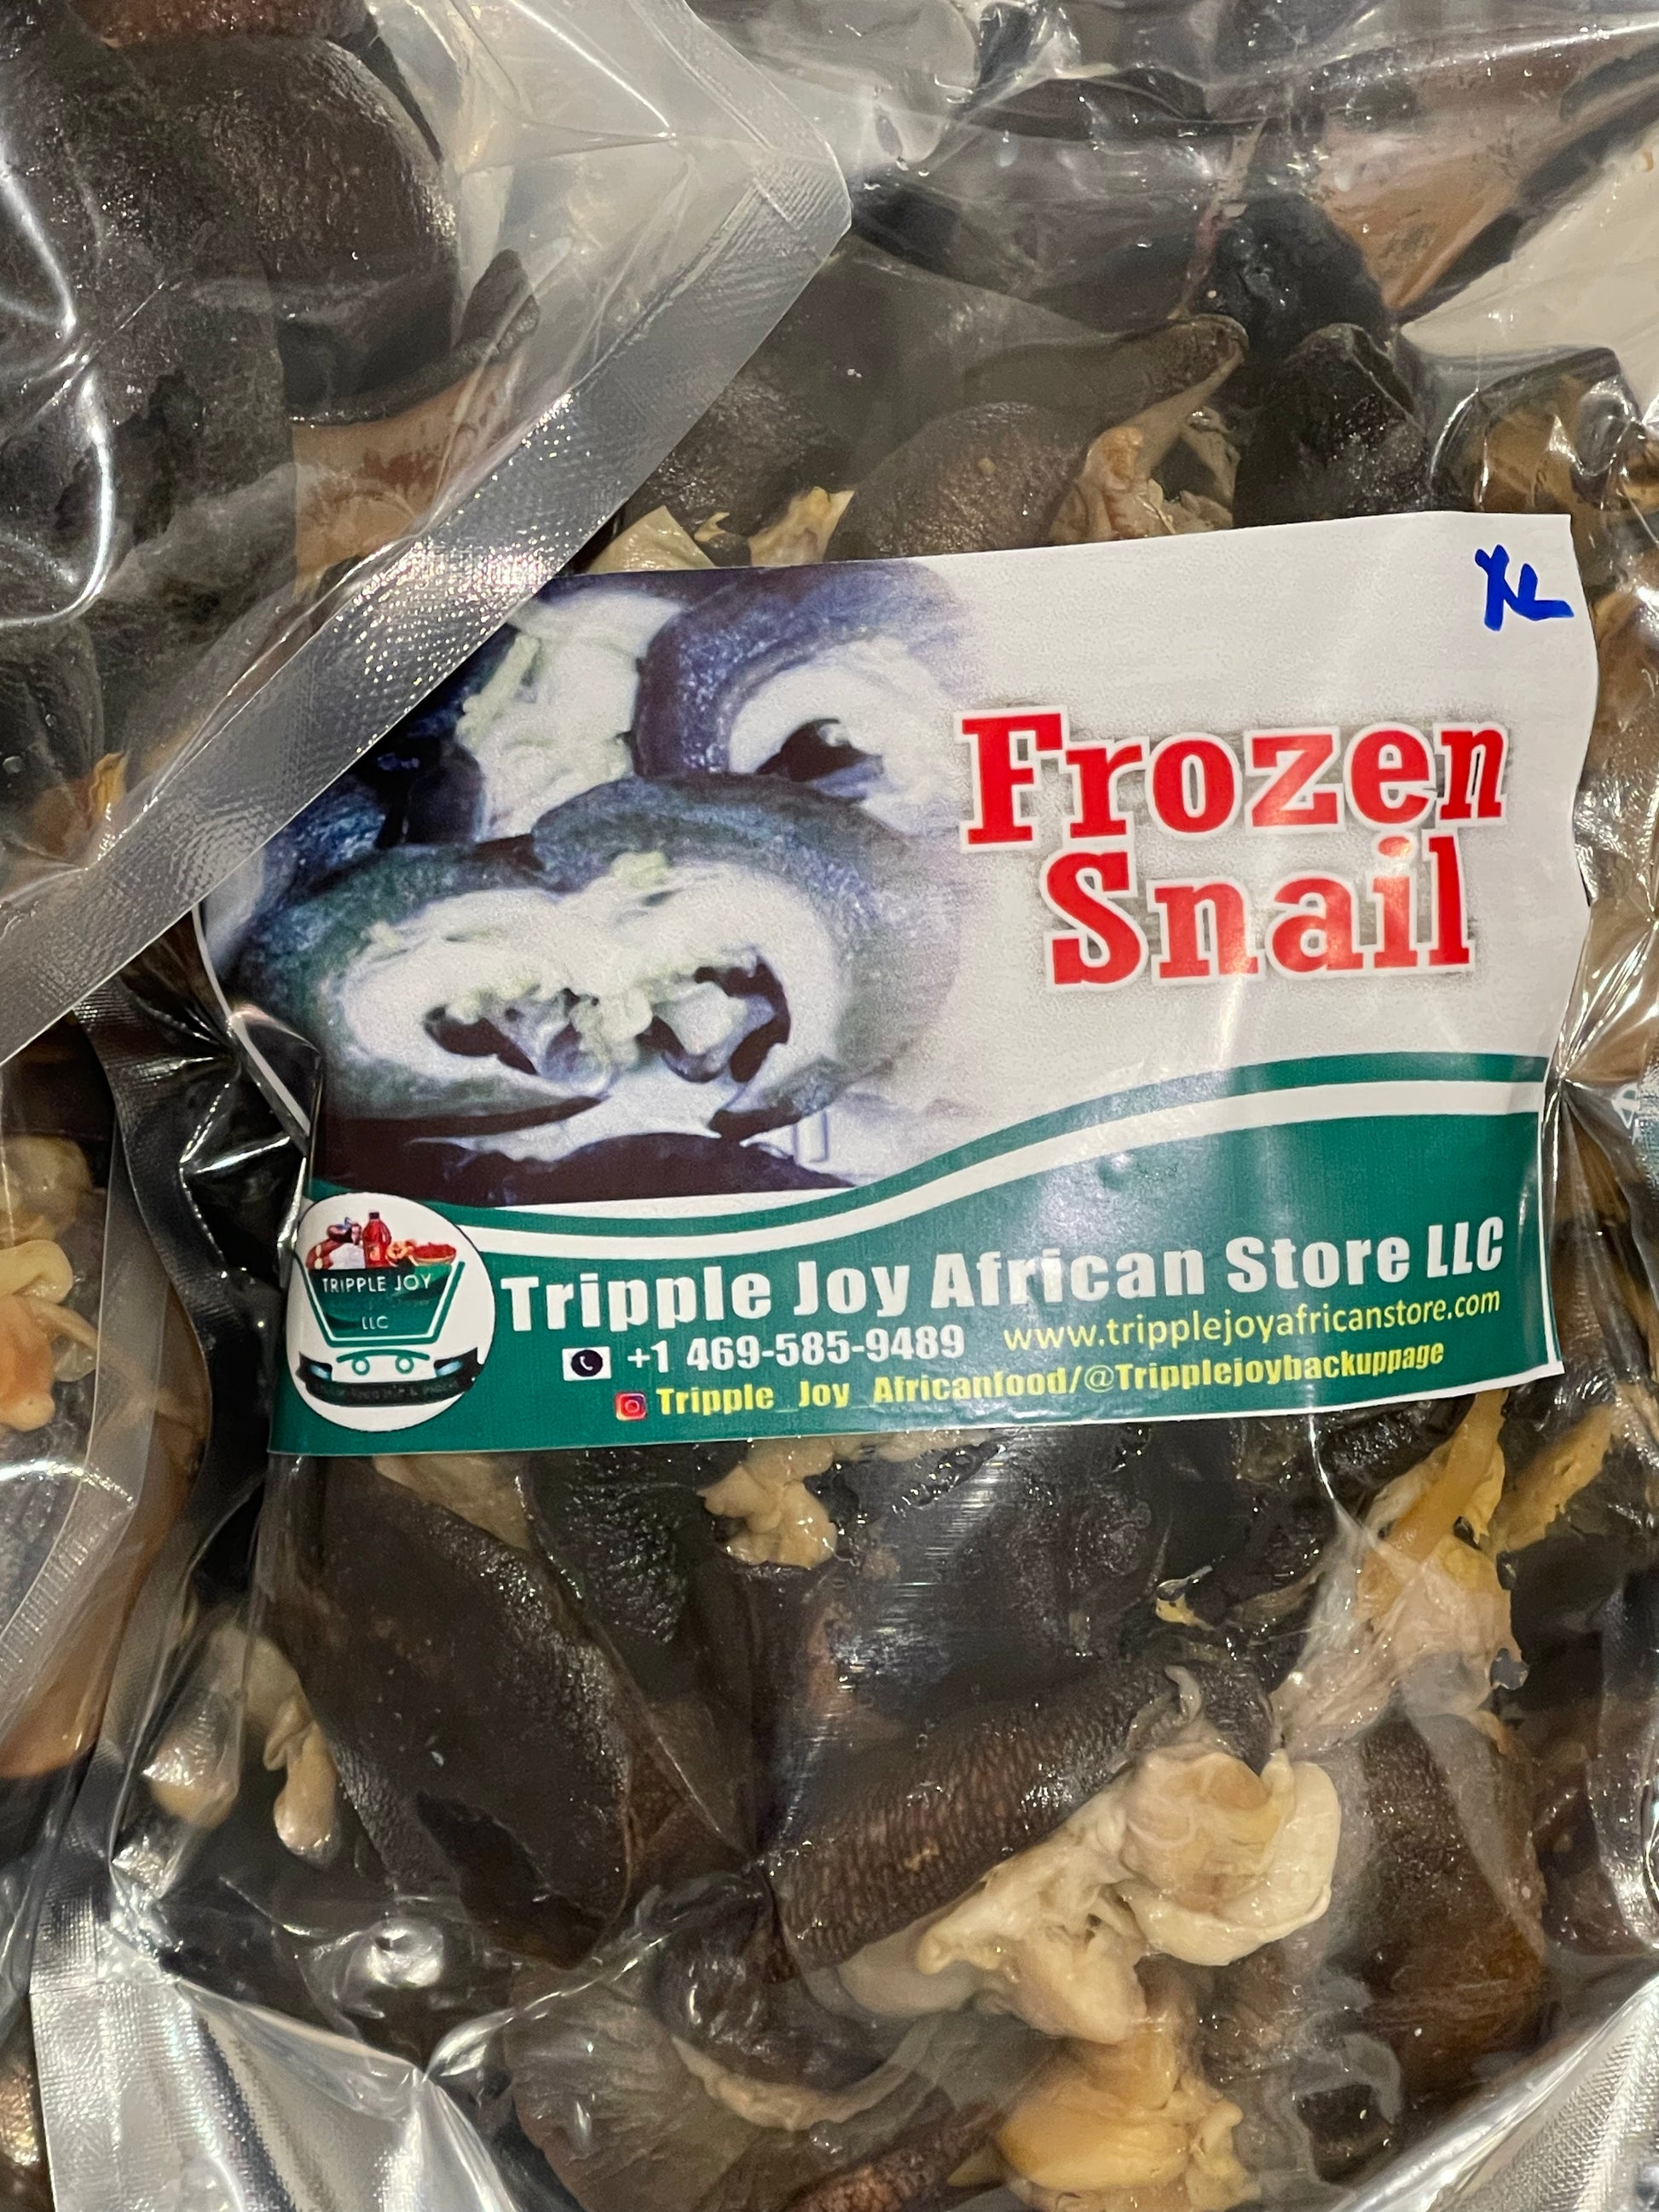 XL
Frozen
Snail
TRIPPLE JOY
LLC
Tripple Joy African Store LLC
+1 469-585-9489 www.tripplejoyafricanstore.com
Tripple_Joy_Africanfood/@Tripplejoybackuppage